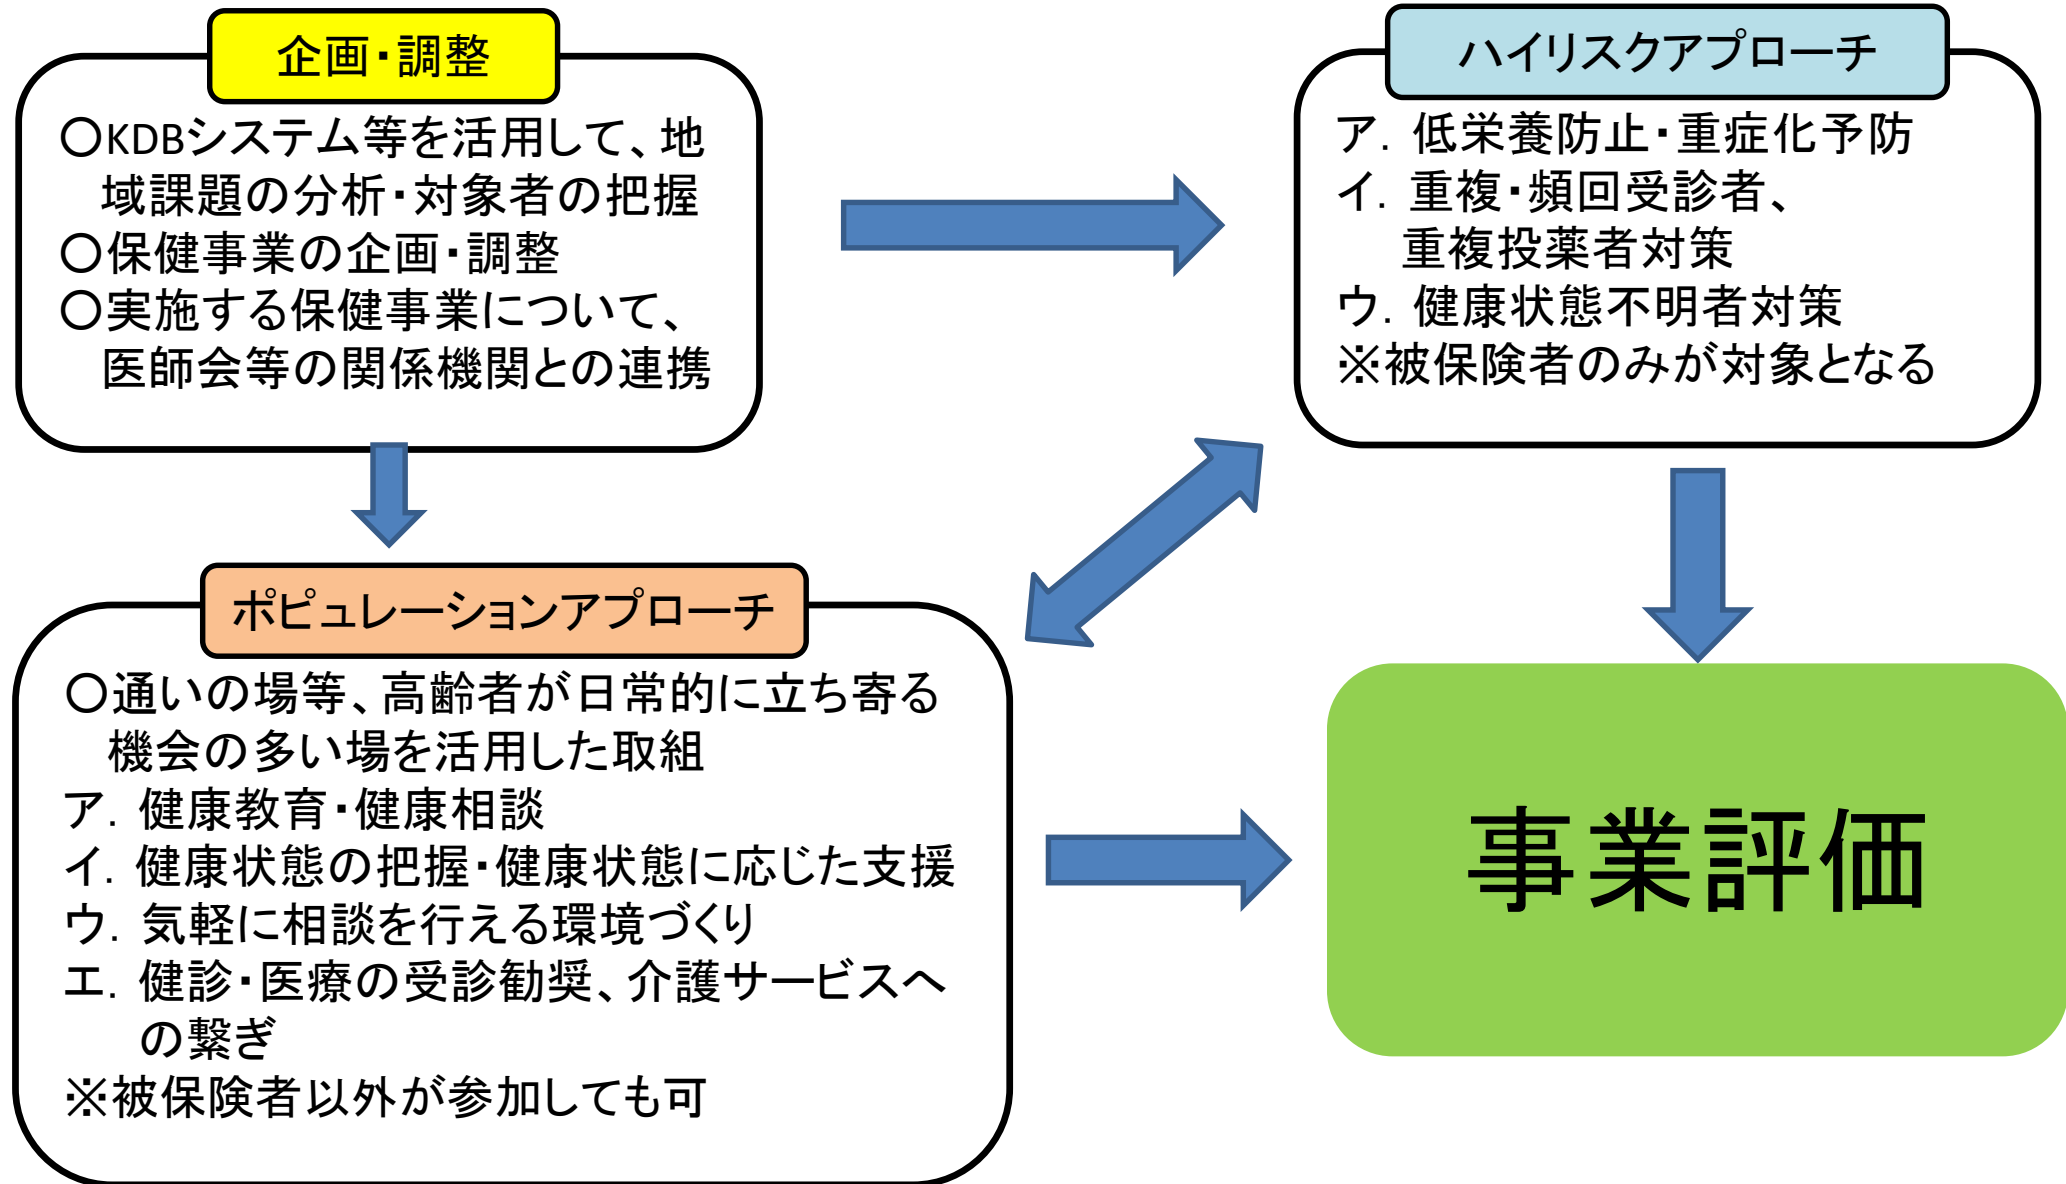 企画・調整
〇KDBシステム等を活用して、地
域課題の分析・対象者の把握
〇保健事業の企画・調整
〇実施する保健事業について、
医師会等の関係機関との連携
ハイリスクアプローチ
ア. 低栄養防止・重症化予防
イ. 重複・頻回受診者、
重複投薬者対策
ウ. 健康状態不明者対策
※被保険者のみが対象となる
ポピュレーションアプローチ
〇通いの場等、高齢者が日常的に立ち寄る
機会の多い場を活用した取組
ア. 健康教育・健康相談
イ. 健康状態の把握・健康状態に応じた支援
ウ. 気軽に相談を行える環境づくり
エ. 健診・医療の受診勧奨、介護サービスへ
の繋ぎ
※被保険者以外が参加しても可
事業評価